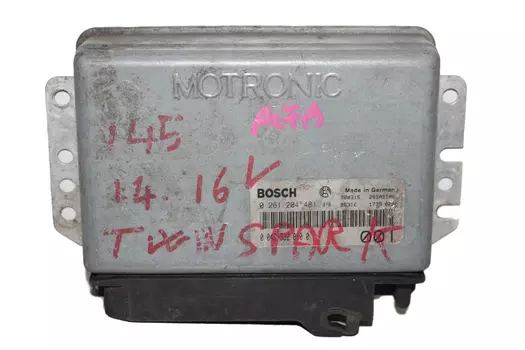 MOTRONIC
ALFA
145
1.4. 16V
BOSCH
Made in Germany
0 261 204 481
TWIN SPARK
001